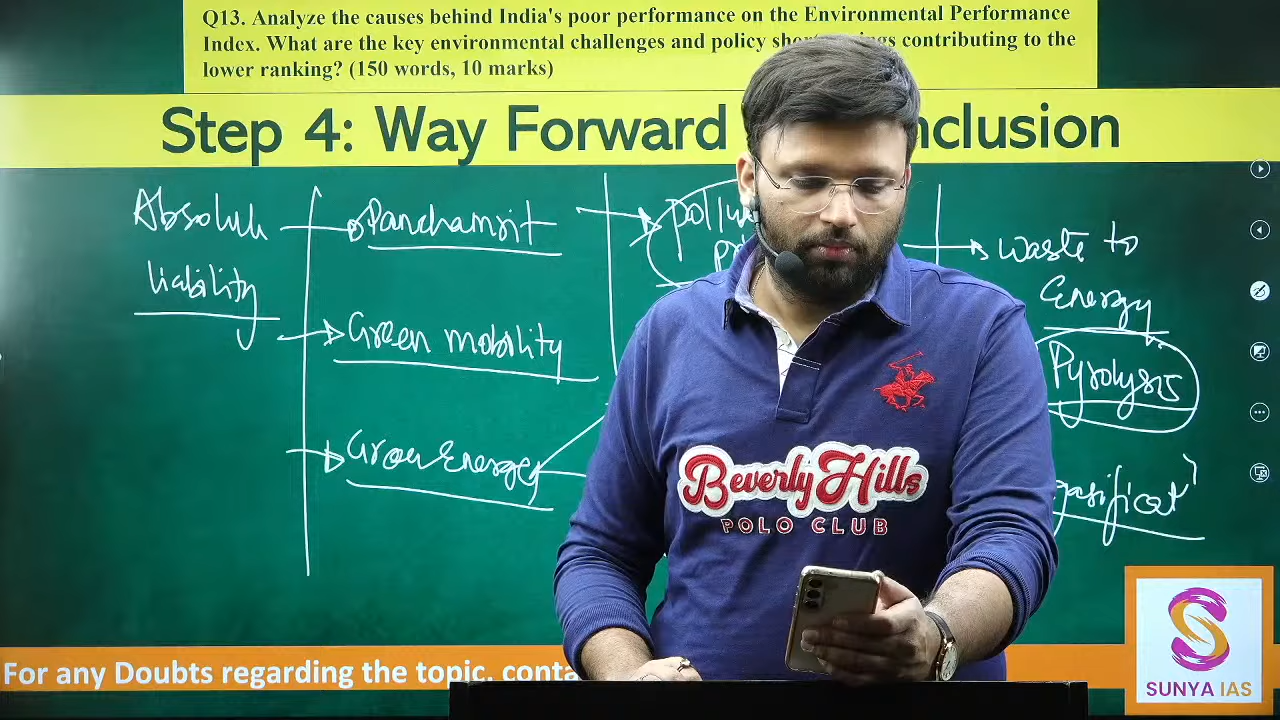 Q13. Analyze the causes behind India's poor performance on the Environmental Performance
Index. What are the key environmental challenges and policy contributing to the
lower ranking? (150 words, 10 marks)
Step 4: Way Forward
Absolute
liability
Panchamrit
Green mobility
Green Energy
waste to
Energy
Pyrolysis
Beverly Hills
POLO CLUB
For any Doubts regarding the topic, conta
SUNYA IAS